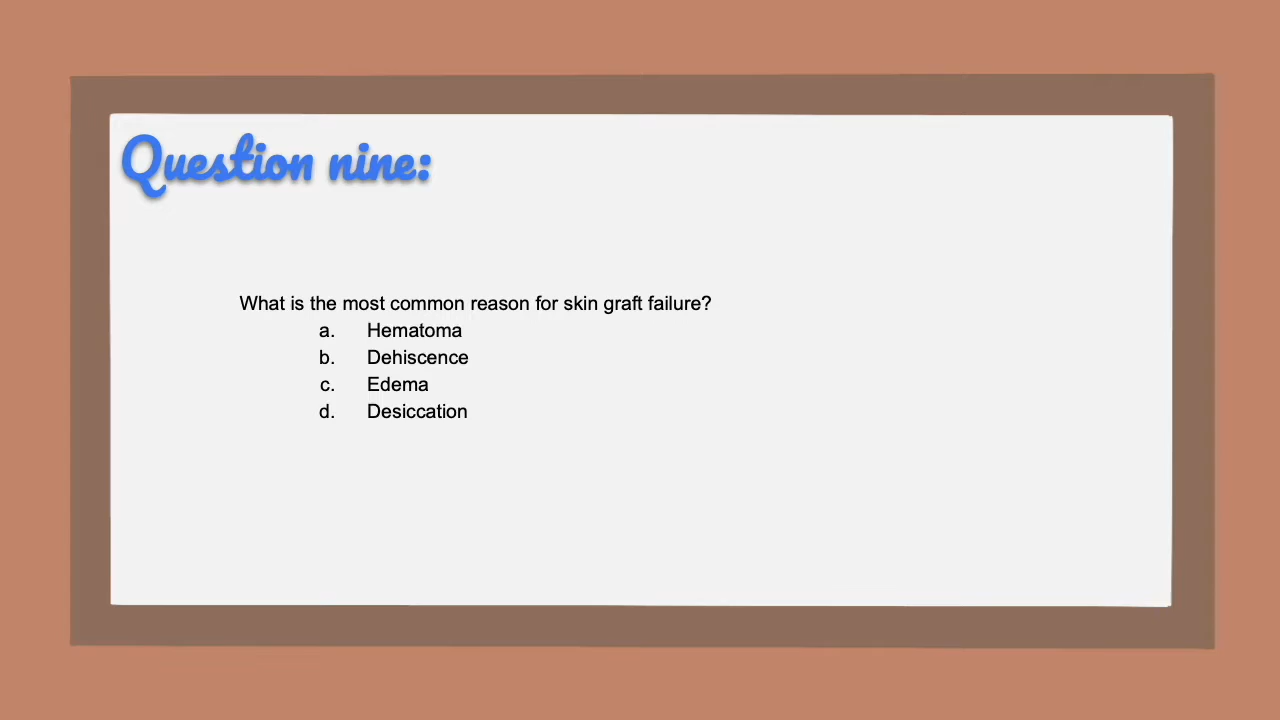 Question nine:
What is the most common reason for skin graft failure?
a. Hematoma
b. Dehiscence
c. Edema
d. Desiccation